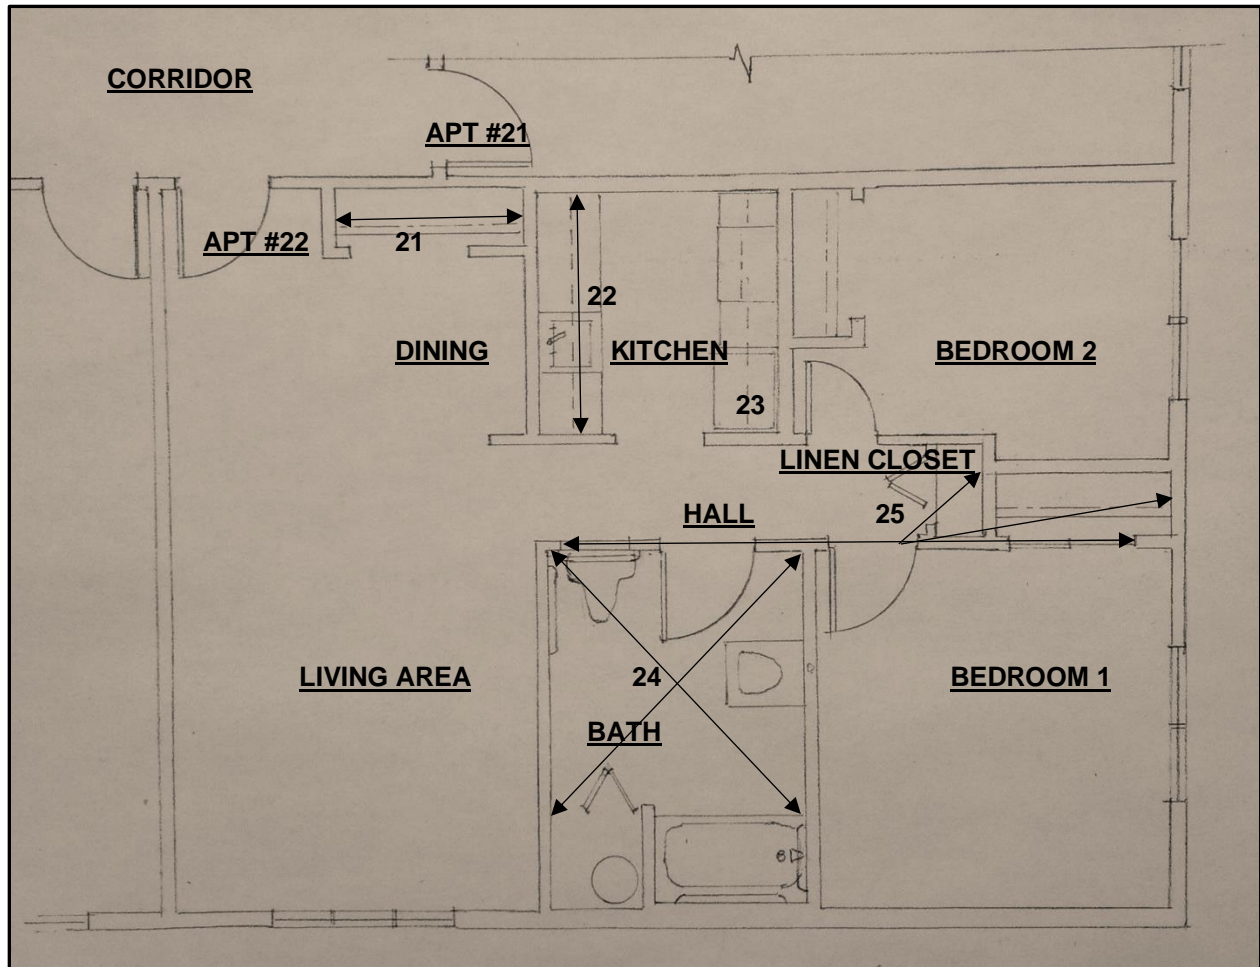 CORRIDOR
APT #21
APT #22
21
22
DINING
KITCHEN
BEDROOM 2
23
LINEN CLOSET
HALL
25
LIVING AREA
24
BEDROOM 1
BATH